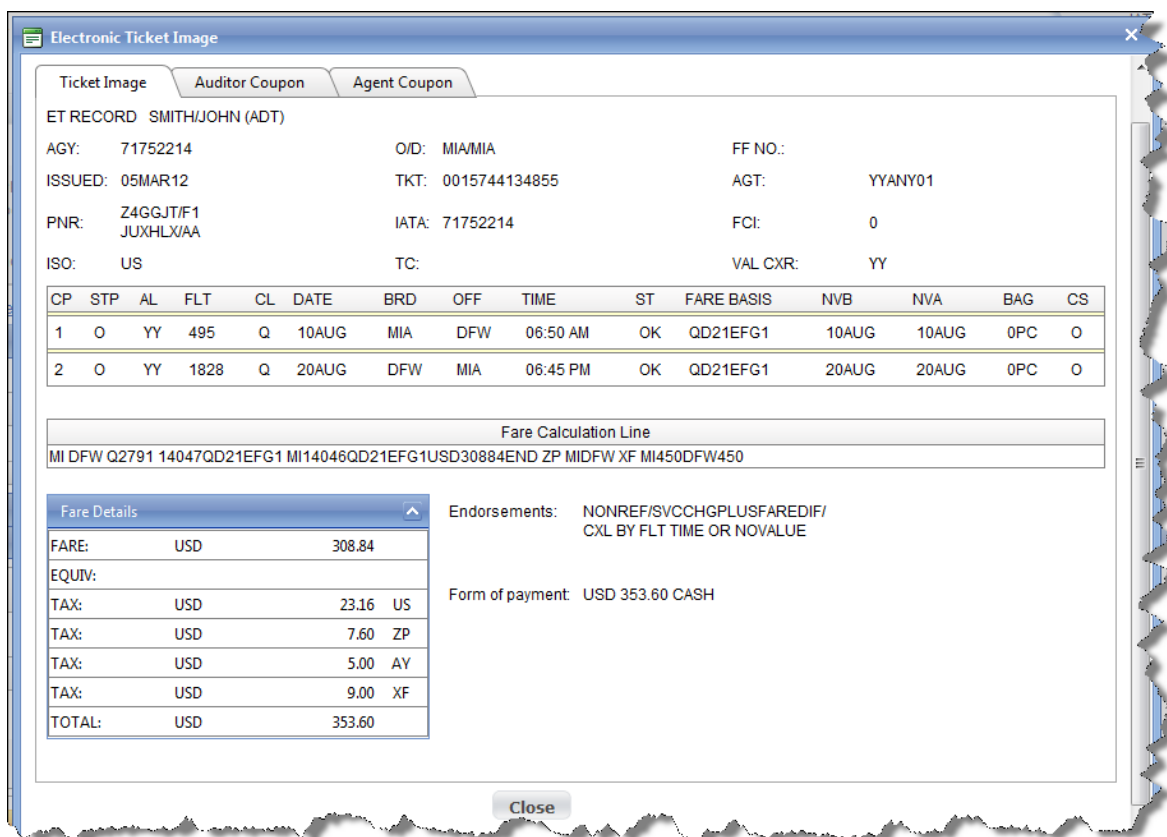 Electronic Ticket Image
Ticket Image Auditor Coupon Agent Coupon
ET RECORD SMITH/JOHN (ADT)
AGY: 71752214 O/D: MIA/MIA FF NO.:
ISSUED: 05MAR12 TKT: 0015744134855 AGT: YYANY01
PNR: Z4GGJT/F1
JUXHLX/AA IATA: 71752214 FCI: 0
ISO: US TC: VAL CXR: YY
CP STP AL FLT CL DATE BRD OFF TIME ST FARE BASIS NVB NVA BAG CS
1 O YY 495 Q 10AUG MIA DFW 06:50 AM OK QD21EFG1 10AUG 10AUG 0PC O
2 O YY 1828 Q 20AUG DFW MIA 06:45 PM OK QD21EFG1 20AUG 20AUG 0PC O
Fare Calculation Line
MI DFW Q2791 14047QD21EFG1 MI14046QD21EFG1USD30884END ZP MIDFW XF MI450DFW450
Fare Details
FARE: USD 308.84
EQUIV:
TAX: USD 23.16 US
TAX: USD 7.60 ZP
TAX: USD 5.00 AY
TAX: USD 9.00 XF
TOTAL: USD 353.60
Endorsements: NONREF/SVCCHGPLUSFAREDIF/
CXL BY FLT TIME OR NOVALUE
Form of payment: USD 353.60 CASH
Close